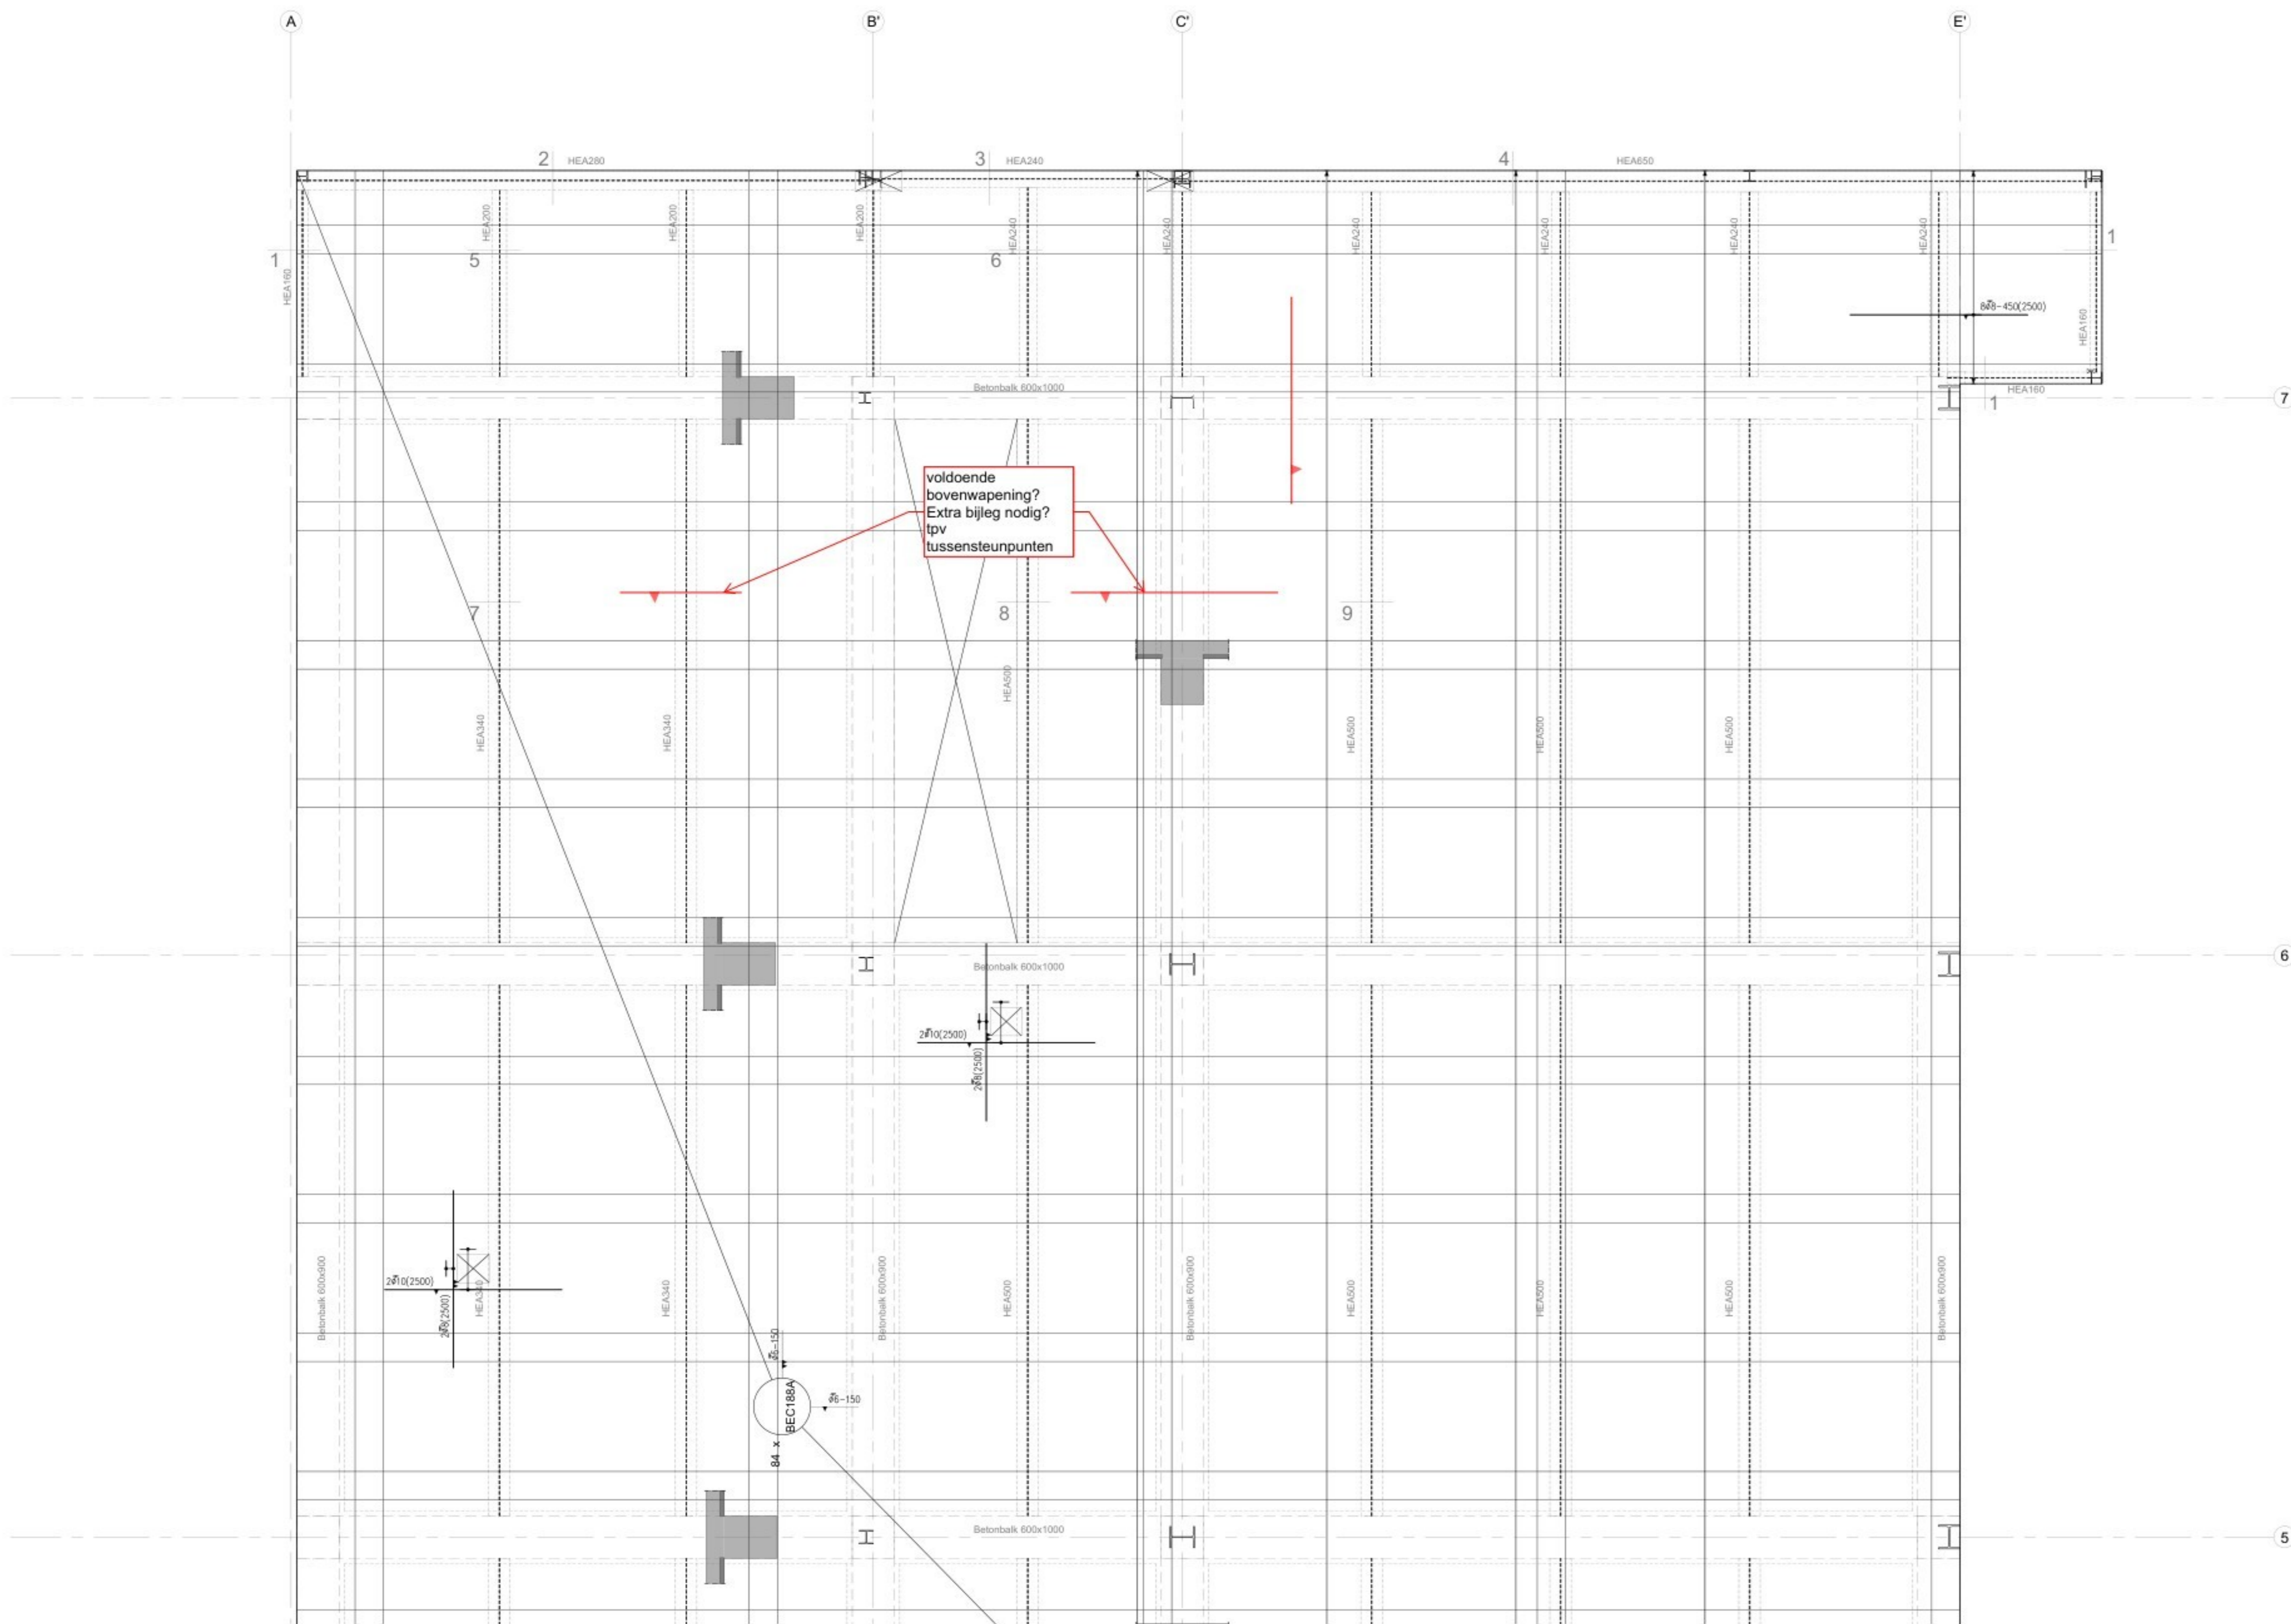 A
B'
C'
E'
2
HEA280
3
HEA240
4
HEA650
HEA200
HEA200
HEA200
HEA240
HEA240
HEA240
HEA240
HEA240
HEA240
1
1
5
6
HEA160
8Ø8-450(2500)
HEA160
Betonbalk 600x1000
HEA160
1
7
voldoende
bovenwapening?
Extra bijleg nodig?
tpv
tussensteunpunten
7
8
9
HEA500
HEA340
HEA340
HEA500
HEA500
HEA500
Betonbalk 600x1000
6
2Ø10(2500)
2Ø8(2500)
2Ø10(2500)
2Ø8(2500)
Betonbalk 600x900
HEA340
HEA340
Betonbalk 600x900
HEA500
Betonbalk 600x900
HEA500
HEA500
HEA500
Betonbalk 600x900
Ø6-150
Ø6-150
BEC188A
84 x
Betonbalk 600x1000
5